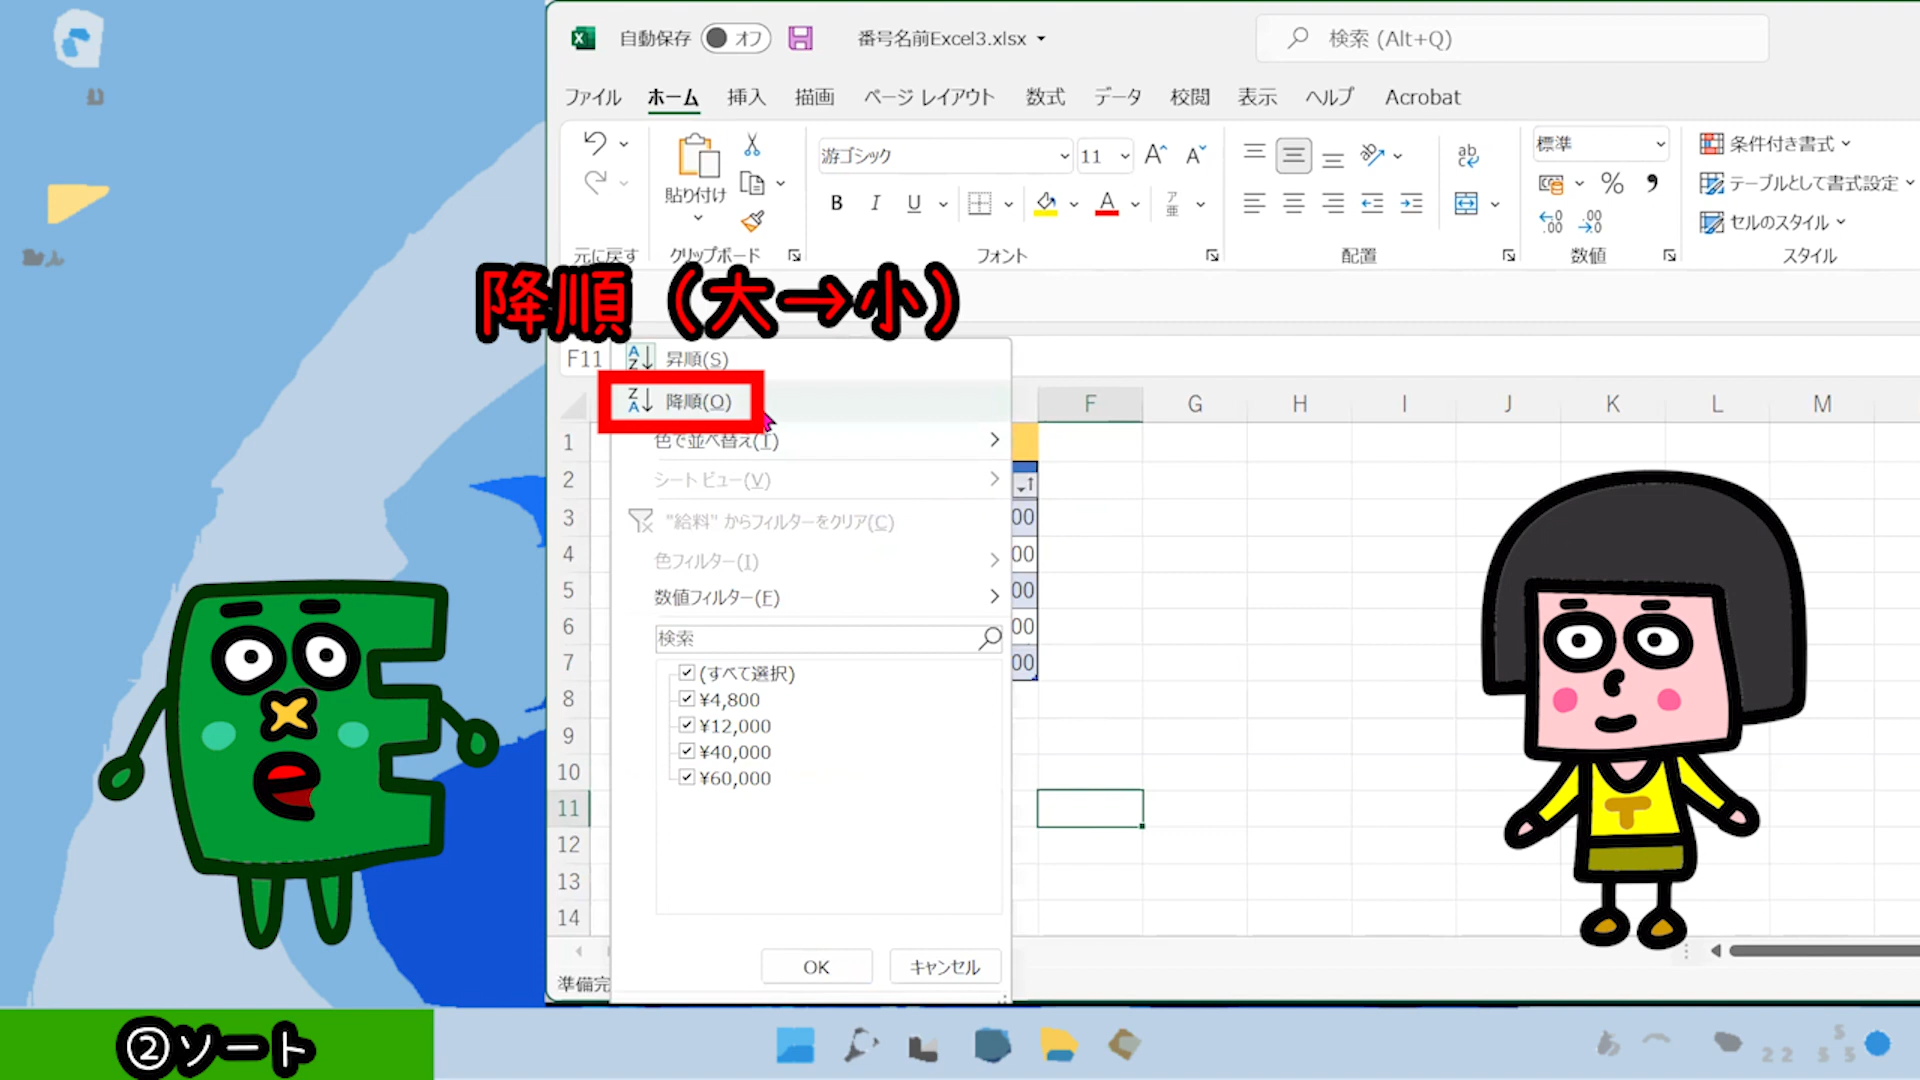 自動保存 オフ 番号名前Excel3.xlsx 検索 (Alt+Q)
ファイル ホーム 挿入 描画 ページ レイアウト 数式 データ 校閲 表示 ヘルプ Acrobat
貼り付け
游ゴシック 11
B I U
標準
条件付き書式
テーブルとして書式設定
セルのスタイル
元に戻す クリップボード フォント 配置 数値 スタイル
降順（大→小）
F11
昇順(S)
降順(O)
色で並べ替え(T)
シート ビュー(V)
"給料" からフィルターをクリア(C)
色フィルター(I)
数値フィルター(F)
検索
(すべて選択)
¥4,800
¥12,000
¥40,000
¥60,000
OK キャンセル
F G H I J K L M
1
2
3 00
4 00
5 00
6 00
7 00
8
9
10
11
12
13
14
準備完
T
②ソート